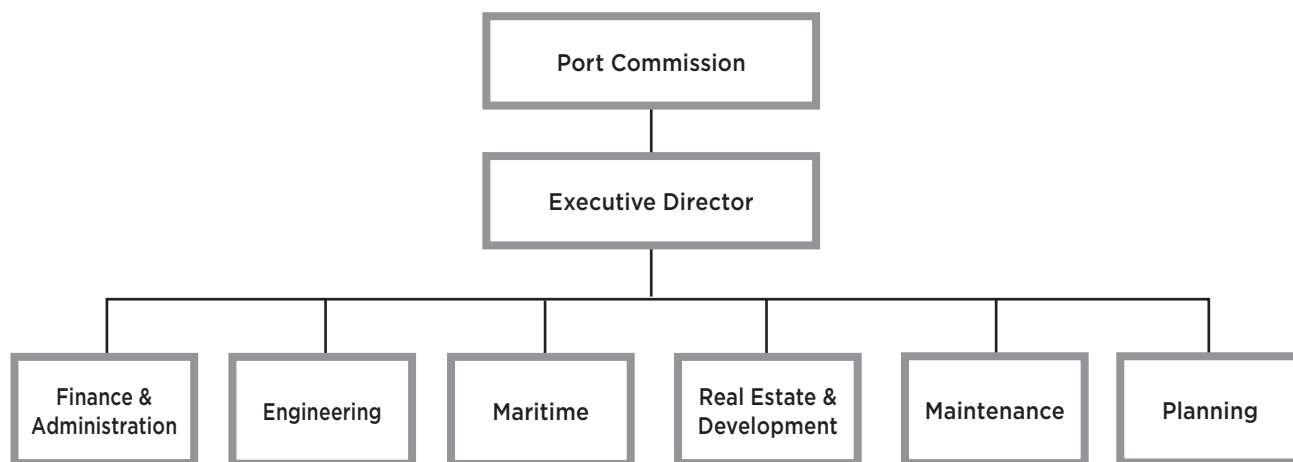 Port Commission
Executive Director
Finance &
Administration
Engineering
Maritime
Real Estate &
Development
Maintenance
Planning